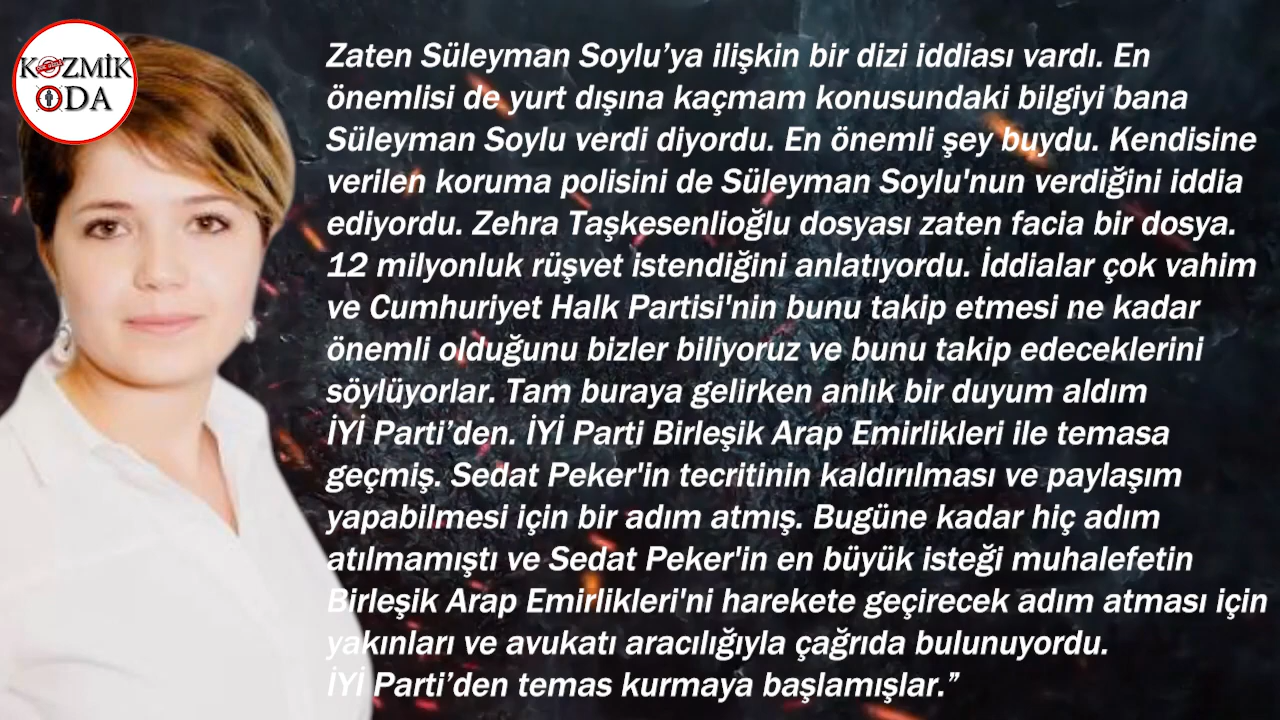 KOZMİK
ODA
Zaten Süleyman Soylu’ya ilişkin bir dizi iddiası vardı. En
önemlisi de yurt dışına kaçmam konusundaki bilgiyi bana
Süleyman Soylu verdi diyordu. En önemli şey buydu. Kendisine
verilen koruma polisini de Süleyman Soylu'nun verdiğini iddia
ediyordu. Zehra Taşkesenlioğlu dosyası zaten facia bir dosya.
12 milyonluk rüşvet istendiğini anlatıyordu. İddialar çok vahim
ve Cumhuriyet Halk Partisi'nin bunu takip etmesi ne kadar
önemli olduğunu bizler biliyoruz ve bunu takip edeceklerini
söylüyorlar. Tam buraya gelirken anlık bir duyum aldım
İYİ Parti’den. İYİ Parti Birleşik Arap Emirlikleri ile temasa
geçmiş. Sedat Peker'in tecritinin kaldırılması ve paylaşım
yapabilmesi için bir adım atmış. Bugüne kadar hiç adım
atılmamıştı ve Sedat Peker'in en büyük isteği muhalefetin
Birleşik Arap Emirlikleri'ni harekete geçirecek adım atması için
yakınları ve avukatı aracılığıyla çağrıda bulunuyordu.
İYİ Parti’den temas kurmaya başlamışlar.”